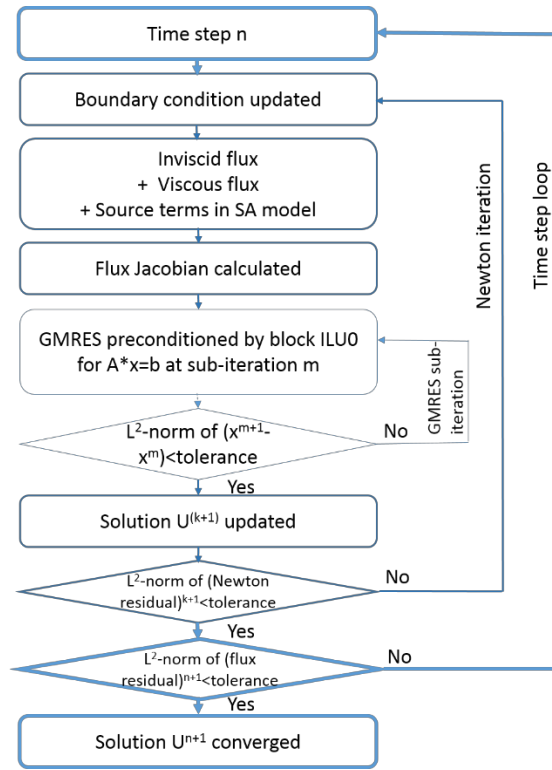 Time step n
Boundary condition updated
Inviscid flux
+ Viscous flux
+ Source terms in SA model
Flux Jacobian calculated
GMRES preconditioned by block ILU0
for A*x=b at sub-iteration m
GMRES sub-
iteration
L²-norm of (xᵐ⁺¹-
xᵐ)<tolerance
No
Yes
Solution U⁽ᵏ⁺¹⁾ updated
L²-norm of (Newton
residual)ᵏ⁺¹<tolerance
No
Yes
L²-norm of (flux
residual)ⁿ⁺¹<tolerance
No
Yes
Solution Uⁿ⁺¹ converged
Newton iteration
Time step loop